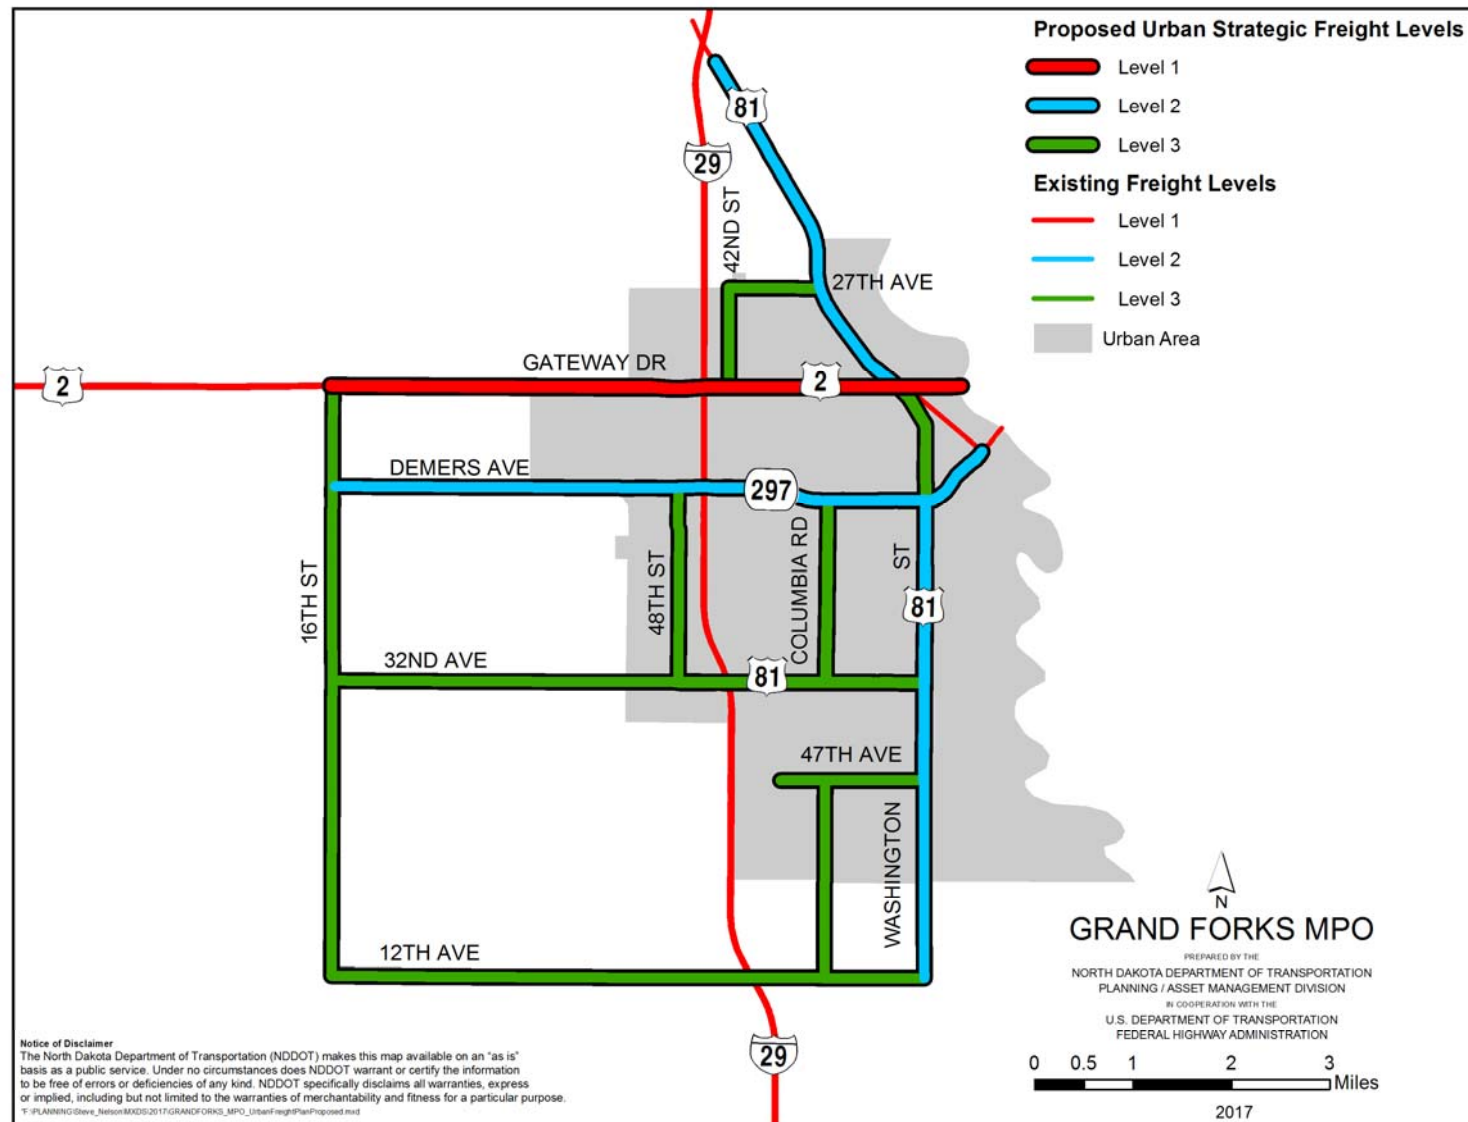 Proposed Urban Strategic Freight Levels
Level 1
Level 2
Level 3
Existing Freight Levels
Level 1
Level 2
Level 3
Urban Area
81
29
42ND ST
27TH AVE
GATEWAY DR
2
2
DEMERS AVE
297
16TH ST
48TH ST
COLUMBIA RD
ST
81
32ND AVE
81
47TH AVE
WASHINGTON
12TH AVE
29
N
GRAND FORKS MPO
PREPARED BY THE
NORTH DAKOTA DEPARTMENT OF TRANSPORTATION
PLANNING / ASSET MANAGEMENT DIVISION
IN COOPERATION WITH THE
U.S. DEPARTMENT OF TRANSPORTATION
FEDERAL HIGHWAY ADMINISTRATION
0 0.5 1 2 3
Miles
2017
Notice of Disclaimer
The North Dakota Department of Transportation (NDDOT) makes this map available on an "as is"
basis as a public service. Under no circumstances does NDDOT warrant or certify the information
to be free of errors or deficiencies of any kind. NDDOT specifically disclaims all warranties, express
or implied, including but not limited to the warranties of merchantability and fitness for a particular purpose.
"F:\PLANNING\Steve_Nelson\MXDS\2017\GRANDFORKS_MPO_UrbanFreightPlanProposed.mxd